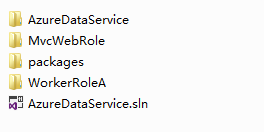 AzureDataService
MvcWebRole
packages
WorkerRoleA
AzureDataService.sln